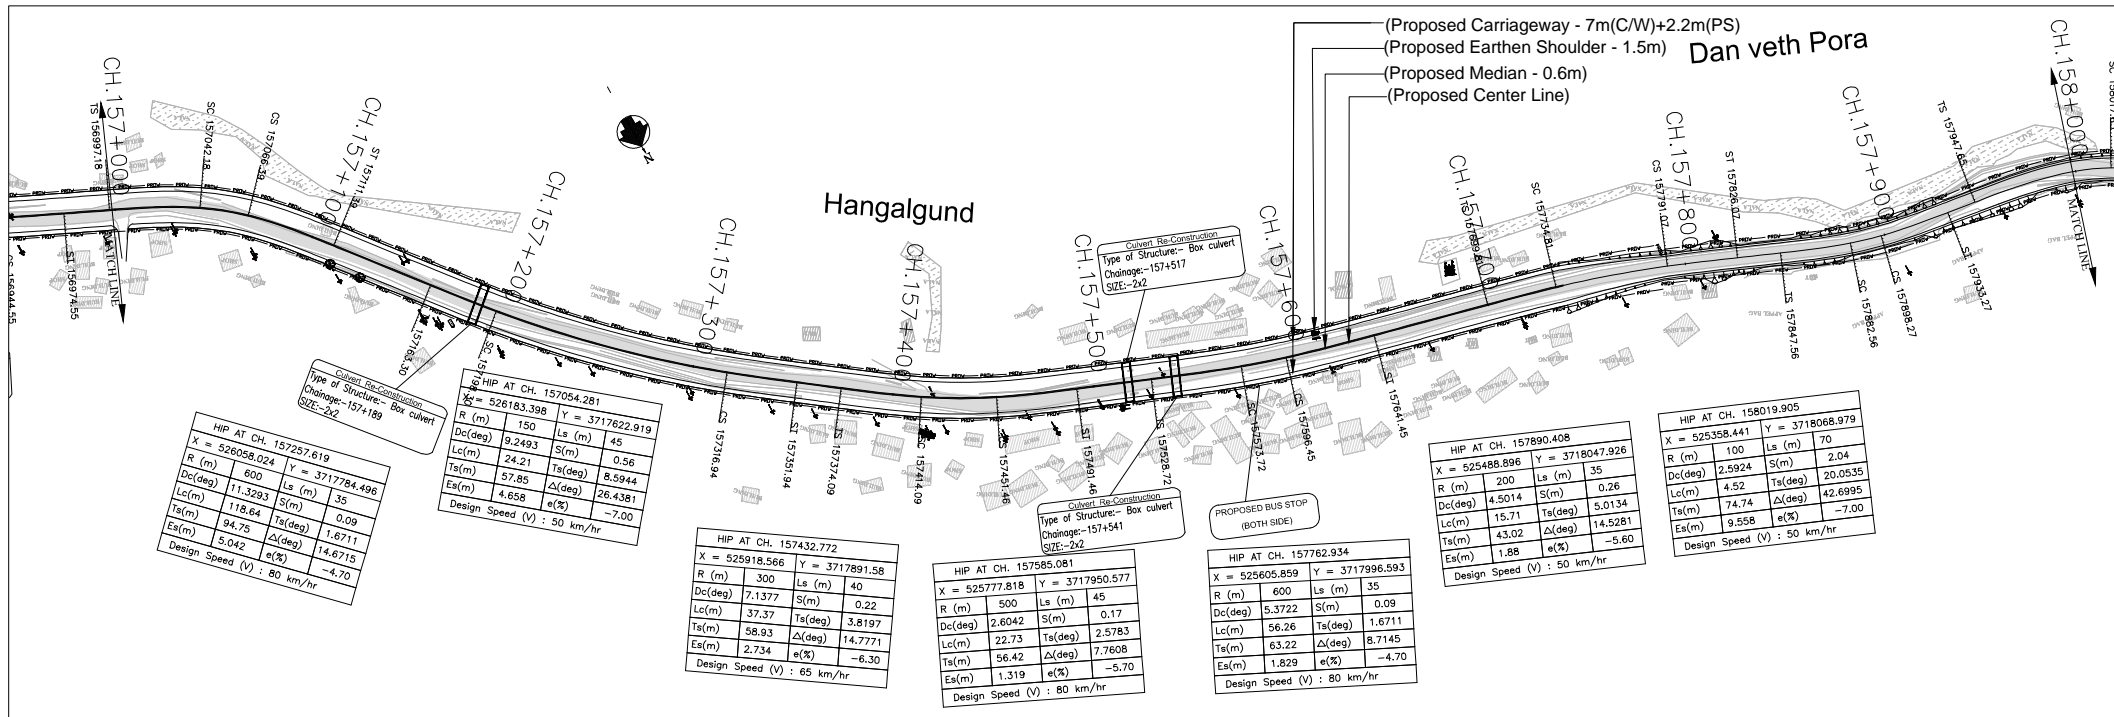 (Proposed Carriageway - 7m(C/W)+2.2m(PS)
(Proposed Earthen Shoulder - 1.5m)
(Proposed Median - 0.6m)
(Proposed Center Line)
Dan veth Pora
Hangalgund
CH.157+000
CH.157+100
CH.157+200
CH.157+300
CH.157+400
CH.157+500
CH.157+600
CH.157+700
CH.157+800
CH.157+900
CH.158+000
MATCH LINE
MATCH LINE
ST 156974.55
TS 156997.18
SC 157042.18
CS 157066.39
ST 157111.39
157163.30
CS 157316.94
ST 157351.94
TS 157374.09
SC 157414.09
CS 157451.46
ST 157491.46
TS 157528.72
SC 157573.72
CS 157596.45
ST 157641.45
TS 157699.81
SC 157734.81
CS 157791.07
ST 157826.07
TS 157847.56
SC 157882.56
CS 157898.27
ST 157933.27
TS 157947.65
Culvert Re-Construction
Type of Structure:- Box culvert
Chainage:-157+189
SIZE:-2x2
Culvert Re-Construction
Type of Structure:- Box culvert
Chainage:-157+517
SIZE:-2x2
Culvert Re-Construction
Type of Structure:- Box culvert
Chainage:-157+541
SIZE:-2x2
PROPOSED BUS STOP
(BOTH SIDE)
HIP AT CH. 157257.619
X = 526058.024 Y = 3717784.496
R (m) 600 Ls (m) 35
Dc(deg) 11.3293 S(m) 0.09
Lc(m) 118.64 Ts(deg) 1.6711
Ts(m) 94.75 △(deg) 14.6715
Es(m) 5.042 e(%) -4.70
Design Speed (V) : 80 km/hr
HIP AT CH. 157054.281
X = 526183.398 Y = 3717622.919
R (m) 150 Ls (m) 45
Dc(deg) 9.2493 S(m) 0.56
Lc(m) 24.21 Ts(deg) 8.5944
Ts(m) 57.85 △(deg) 26.4381
Es(m) 4.658 e(%) -7.00
Design Speed (V) : 50 km/hr
HIP AT CH. 157432.772
X = 525918.566 Y = 3717891.58
R (m) 300 Ls (m) 40
Dc(deg) 7.1377 S(m) 0.22
Lc(m) 37.37 Ts(deg) 3.8197
Ts(m) 58.93 △(deg) 14.7771
Es(m) 2.734 e(%) -6.30
Design Speed (V) : 65 km/hr
HIP AT CH. 157585.081
X = 525777.818 Y = 3717950.577
R (m) 500 Ls (m) 45
Dc(deg) 2.6042 S(m) 0.17
Lc(m) 22.73 Ts(deg) 2.5783
Ts(m) 56.42 △(deg) 7.7608
Es(m) 1.319 e(%) -5.70
Design Speed (V) : 80 km/hr
HIP AT CH. 157762.934
X = 525605.859 Y = 3717996.593
R (m) 600 Ls (m) 35
Dc(deg) 5.3722 S(m) 0.09
Lc(m) 56.26 Ts(deg) 1.6711
Ts(m) 63.22 △(deg) 8.7145
Es(m) 1.829 e(%) -4.70
Design Speed (V) : 80 km/hr
HIP AT CH. 157890.408
X = 525488.896 Y = 3718047.926
R (m) 200 Ls (m) 35
Dc(deg) 4.5014 S(m) 0.26
Lc(m) 15.71 Ts(deg) 5.0134
Ts(m) 43.02 △(deg) 14.5281
Es(m) 1.88 e(%) -5.60
Design Speed (V) : 50 km/hr
HIP AT CH. 158019.905
X = 525358.441 Y = 3718068.979
R (m) 100 Ls (m) 70
Dc(deg) 2.5924 S(m) 2.04
Lc(m) 4.52 Ts(deg) 20.0535
Ts(m) 74.74 △(deg) 42.6995
Es(m) 9.558 e(%) -7.00
Design Speed (V) : 50 km/hr